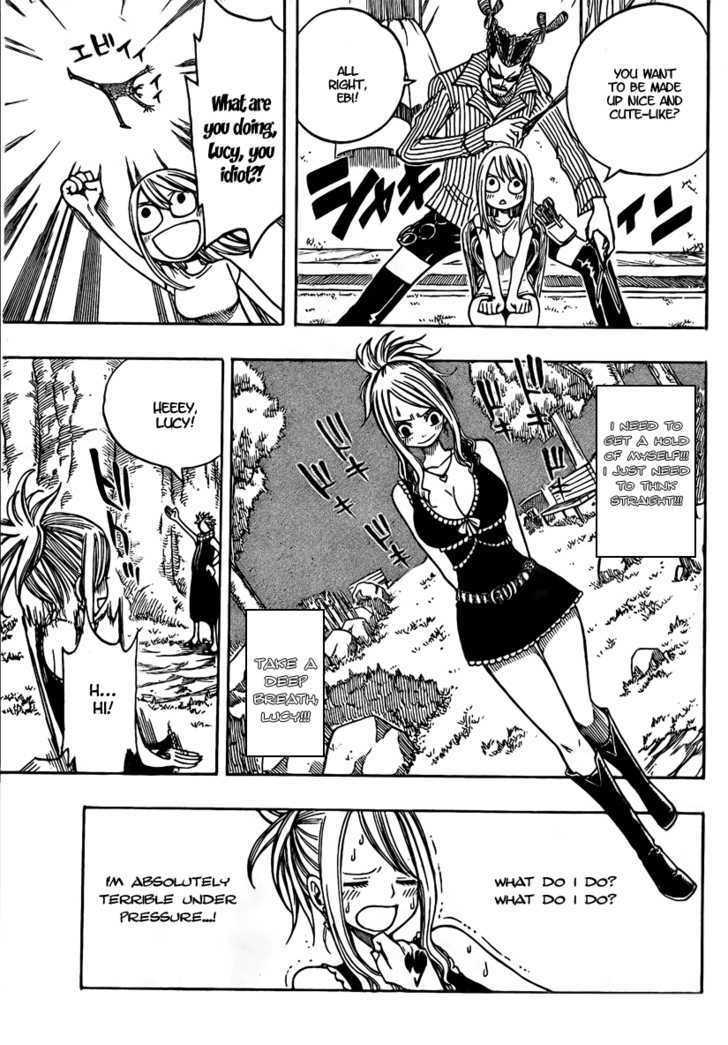 YOU WANT
TO BE MADE
UP NICE AND
CUTE-LIKE?
ALL
RIGHT,
EBI!
シャキ
ィン
What are
you doing,
Lucy, you
idiot?!
エビィィ
I NEED TO
GET A HOLD
OF MYSELF!!!
I JUST NEED
TO THINK
STRAIGHT!!!
ドキ
ドキ
ドキ
ドキ
TAKE A
DEEP
BREATH,
LUCY!!!
HEEEY,
LUCY!
H...
HI!
WHAT DO I DO?
WHAT DO I DO?
I'M ABSOLUTELY
TERRIBLE UNDER
PRESSURE...!